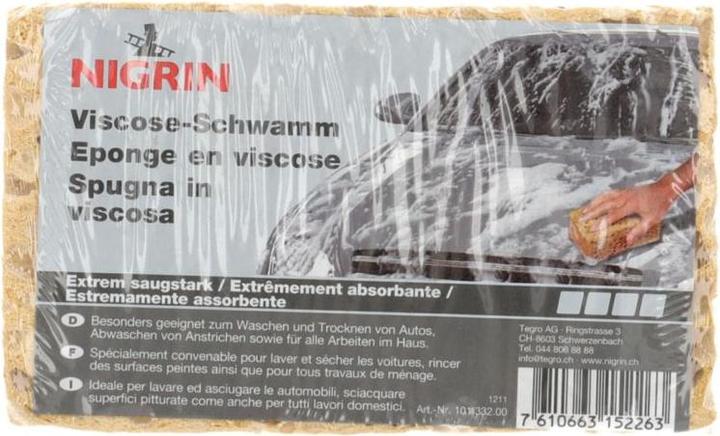 NIGRIN
Viscose-Schwamm
Eponge en viscose
Spugna in
viscosa
Extrem saugstark / Extrêmement absorbante /
Estremamente assorbente
D Besonders geeignet zum Waschen und Trocknen von Autos,
Abwaschen von Anstrichen sowie für alle Arbeiten im Haus.
F Spécialement convenable pour laver et sécher les voitures, rincer
des surfaces peintes ainsi que pour tous travaux de ménage.
I Ideale per lavare ed asciugare le automobili, sciacquare
superfici pitturate come anche per tutti lavori domestici.
1211
Art.-Nr.
Tegro AG · Ringstrasse 3
CH-8603 Schwerzenbach
Tel. 044 806 88 88
info@tegro.ch · www.nigrin.ch
7 610663 152263